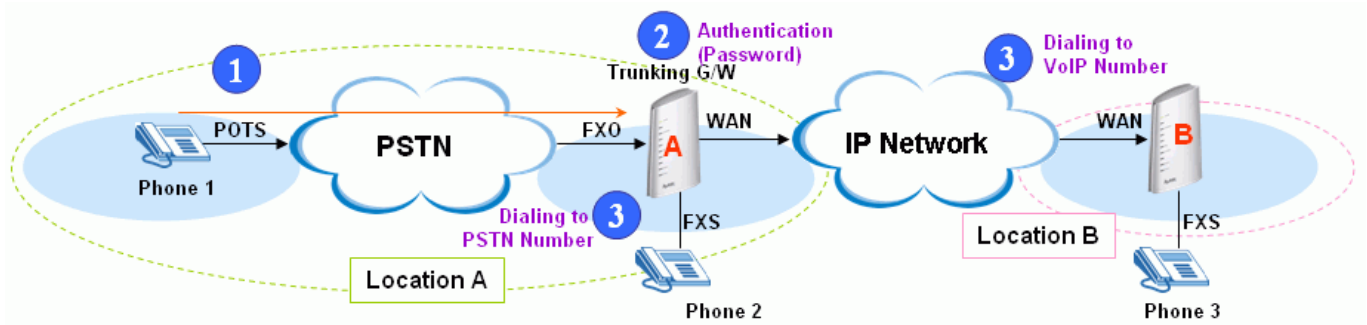 1
POTS
Phone 1
PSTN
FXO
2
Authentication
(Password)
Trunking G/W
A
WAN
3
Dialing to
PSTN Number
FXS
Phone 2
Location A
IP Network
3
Dialing to
VoIP Number
WAN
B
FXS
Phone 3
Location B